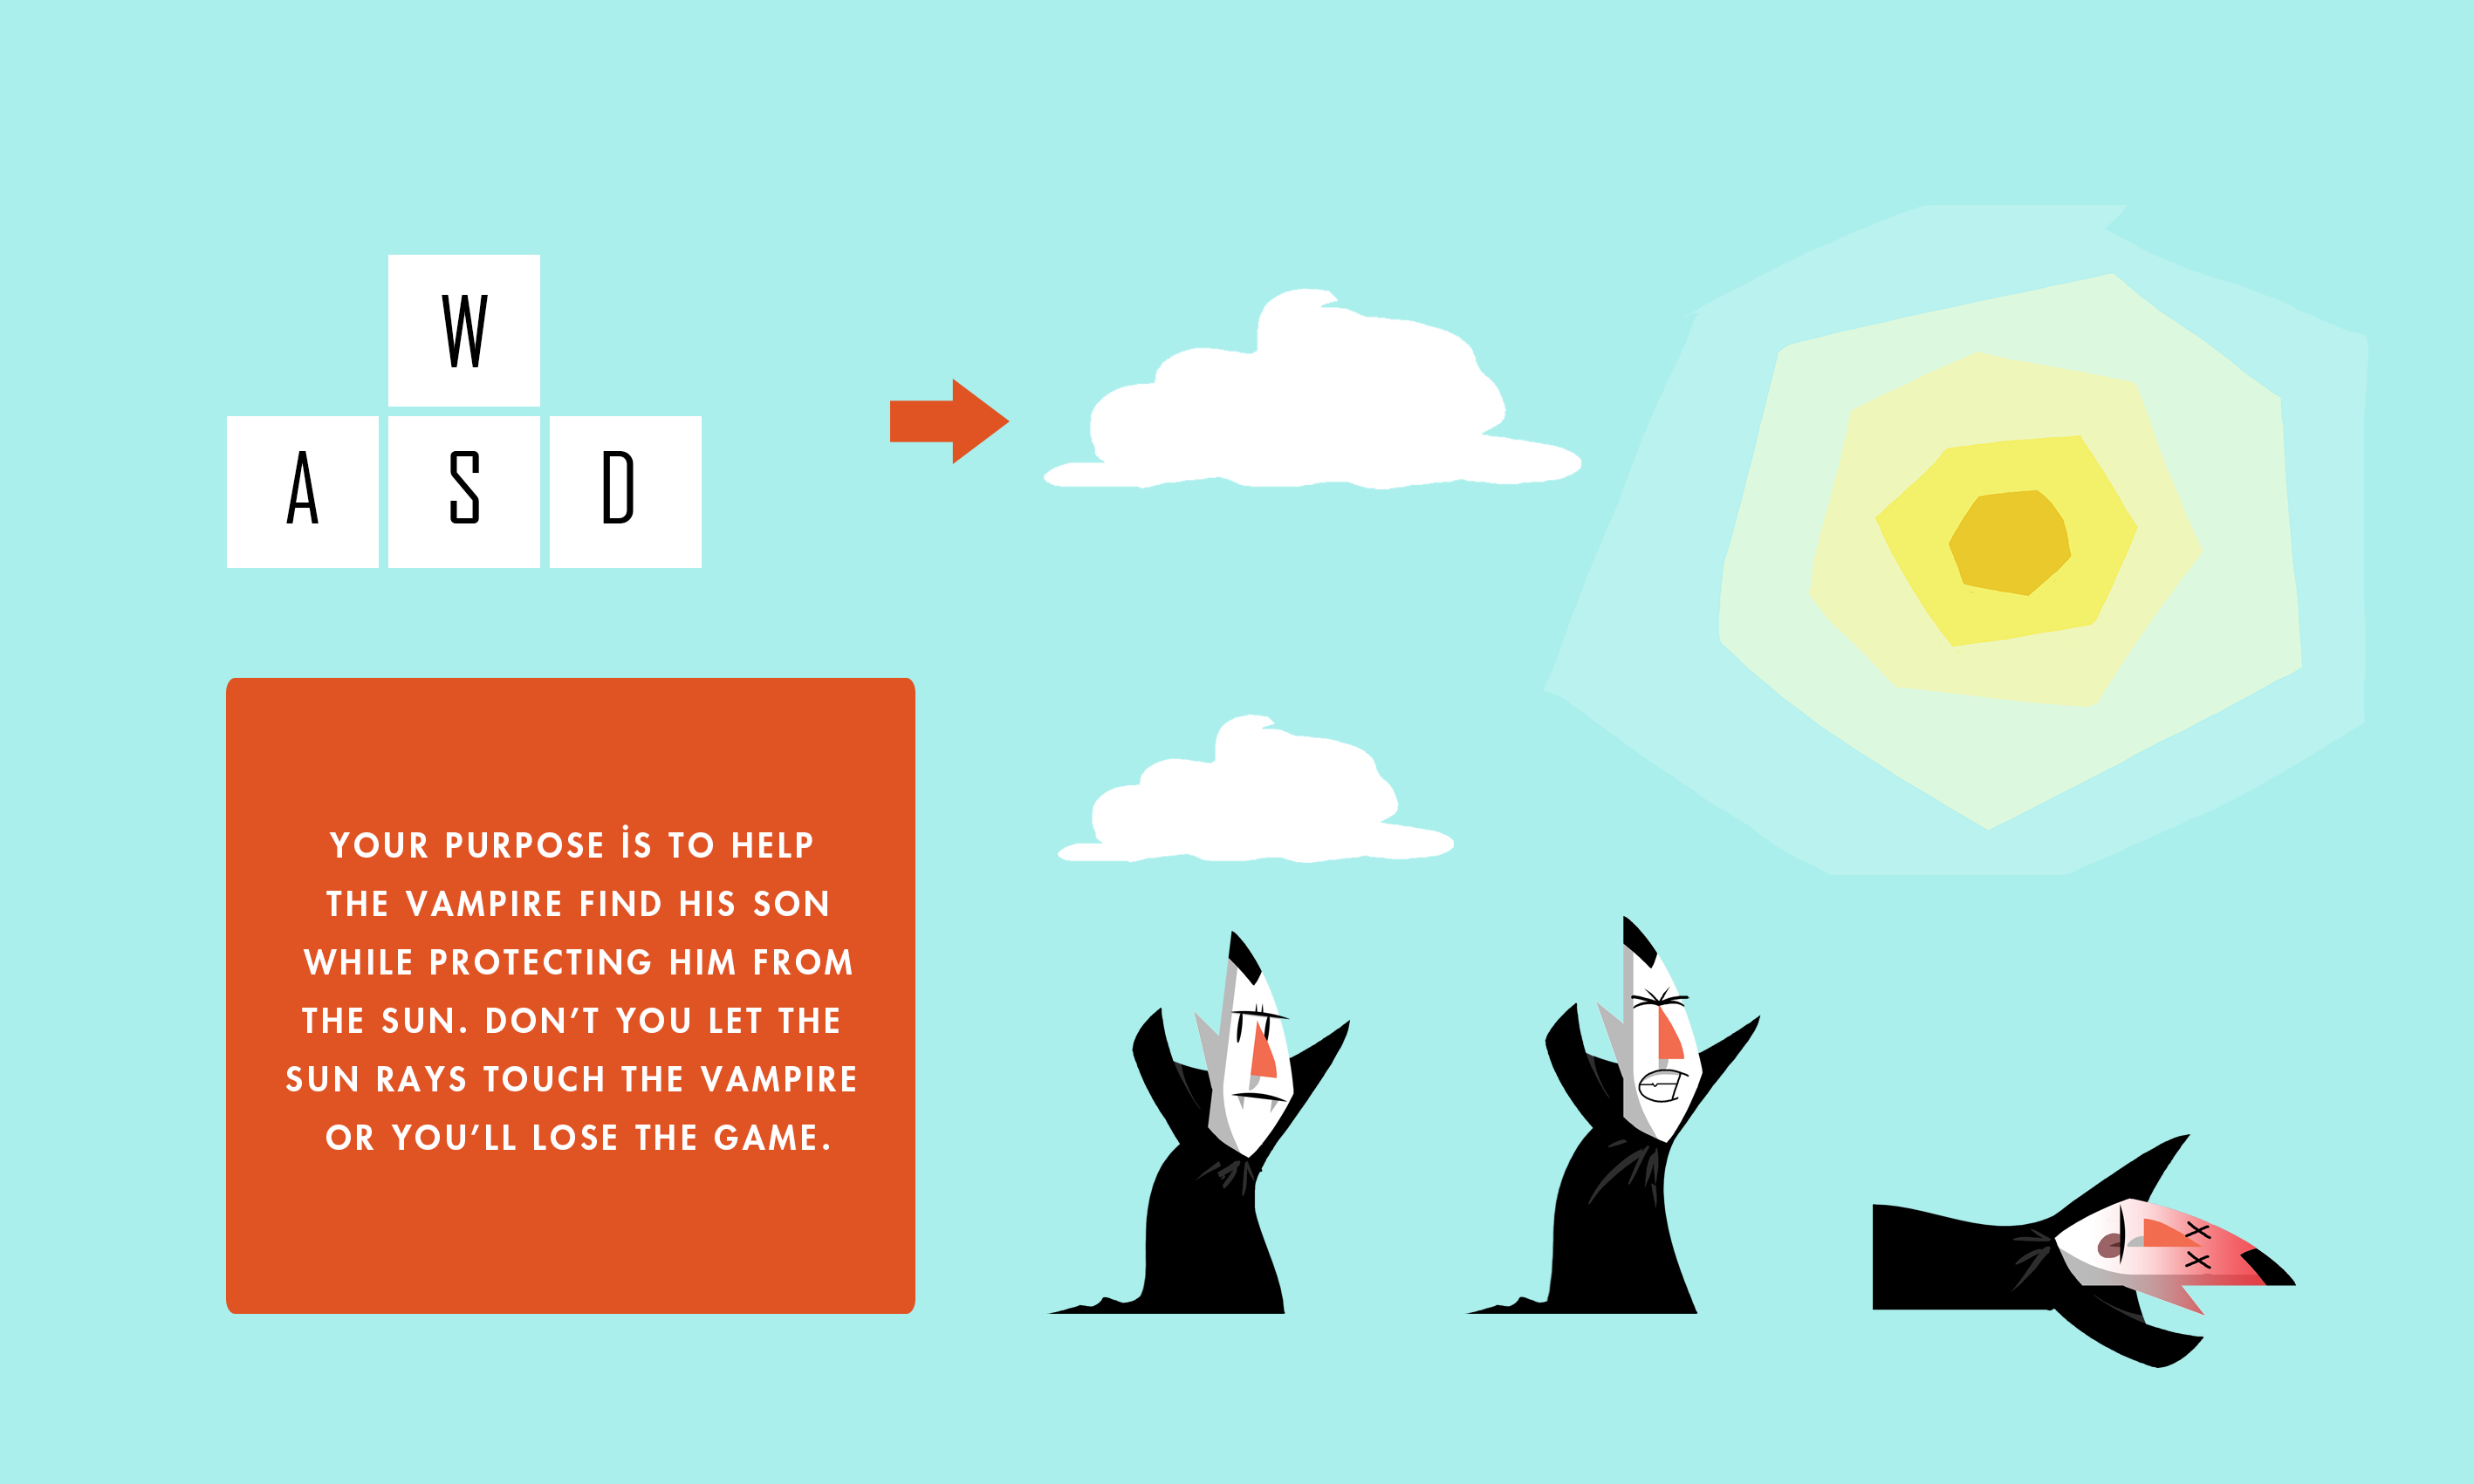 W
A S D
YOUR PURPOSE İS TO HELP
THE VAMPIRE FIND HIS SON
WHILE PROTECTING HIM FROM
THE SUN. DON’T YOU LET THE
SUN RAYS TOUCH THE VAMPIRE
OR YOU’LL LOSE THE GAME.